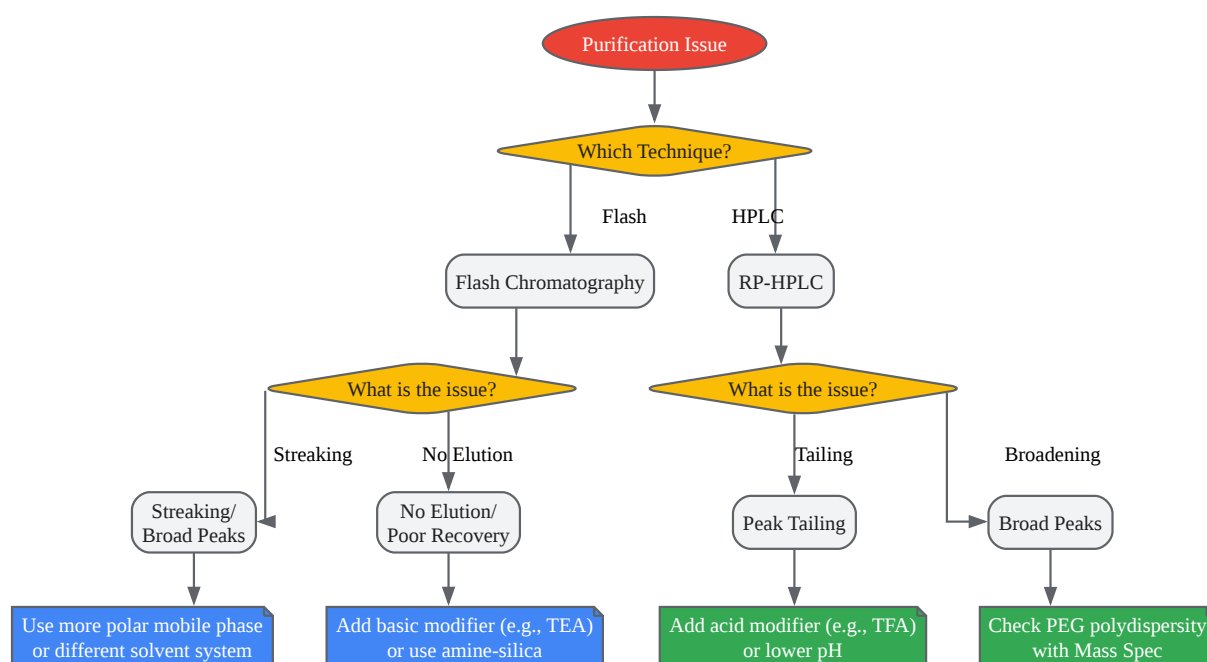 Purification Issue
Which Technique?
Flash
HPLC
Flash Chromatography
RP-HPLC
What is the issue?
What is the issue?
Streaking
No Elution
Tailing
Broadening
Streaking/
Broad Peaks
No Elution/
Poor Recovery
Peak Tailing
Broad Peaks
Use more polar mobile phase
or different solvent system
Add basic modifier (e.g., TEA)
or use amine-silica
Add acid modifier (e.g., TFA)
or lower pH
Check PEG polydispersity
with Mass Spec